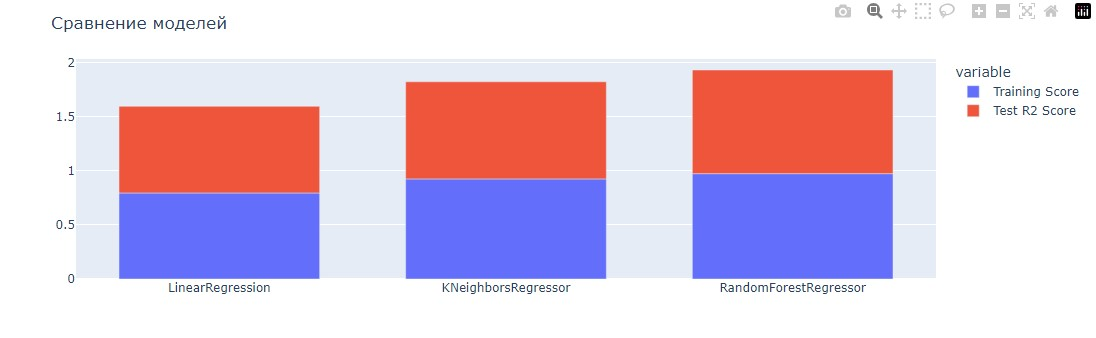 Сравнение моделей
2
1.5
1
0.5
0
LinearRegression
KNeighborsRegressor
RandomForestRegressor
variable
Training Score
Test R2 Score